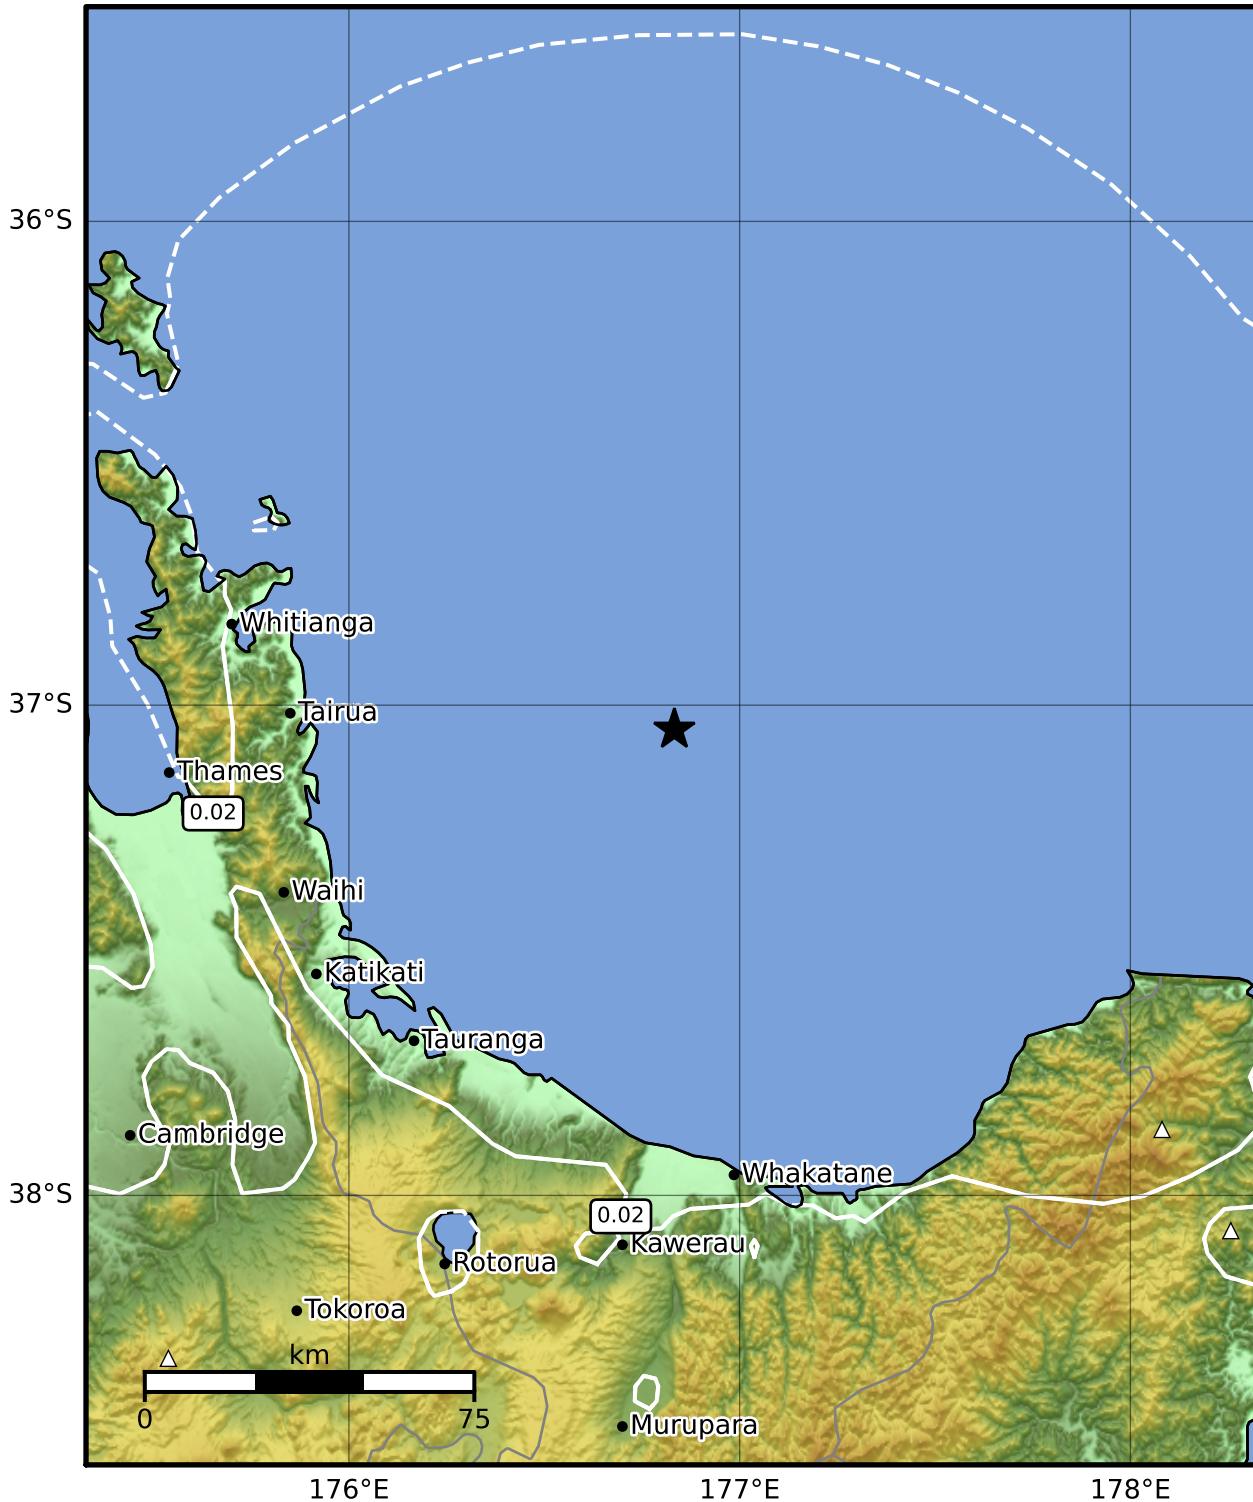 36°S
Whitianga
37°S
Tairua
Thames
0.02
Waihi
Katikati
Tauranga
Cambridge
Whakatane
38°S
0.02
Kawerau
Rotorua
Tokoroa
km
0 75
Murupara
176°E 177°E 178°E